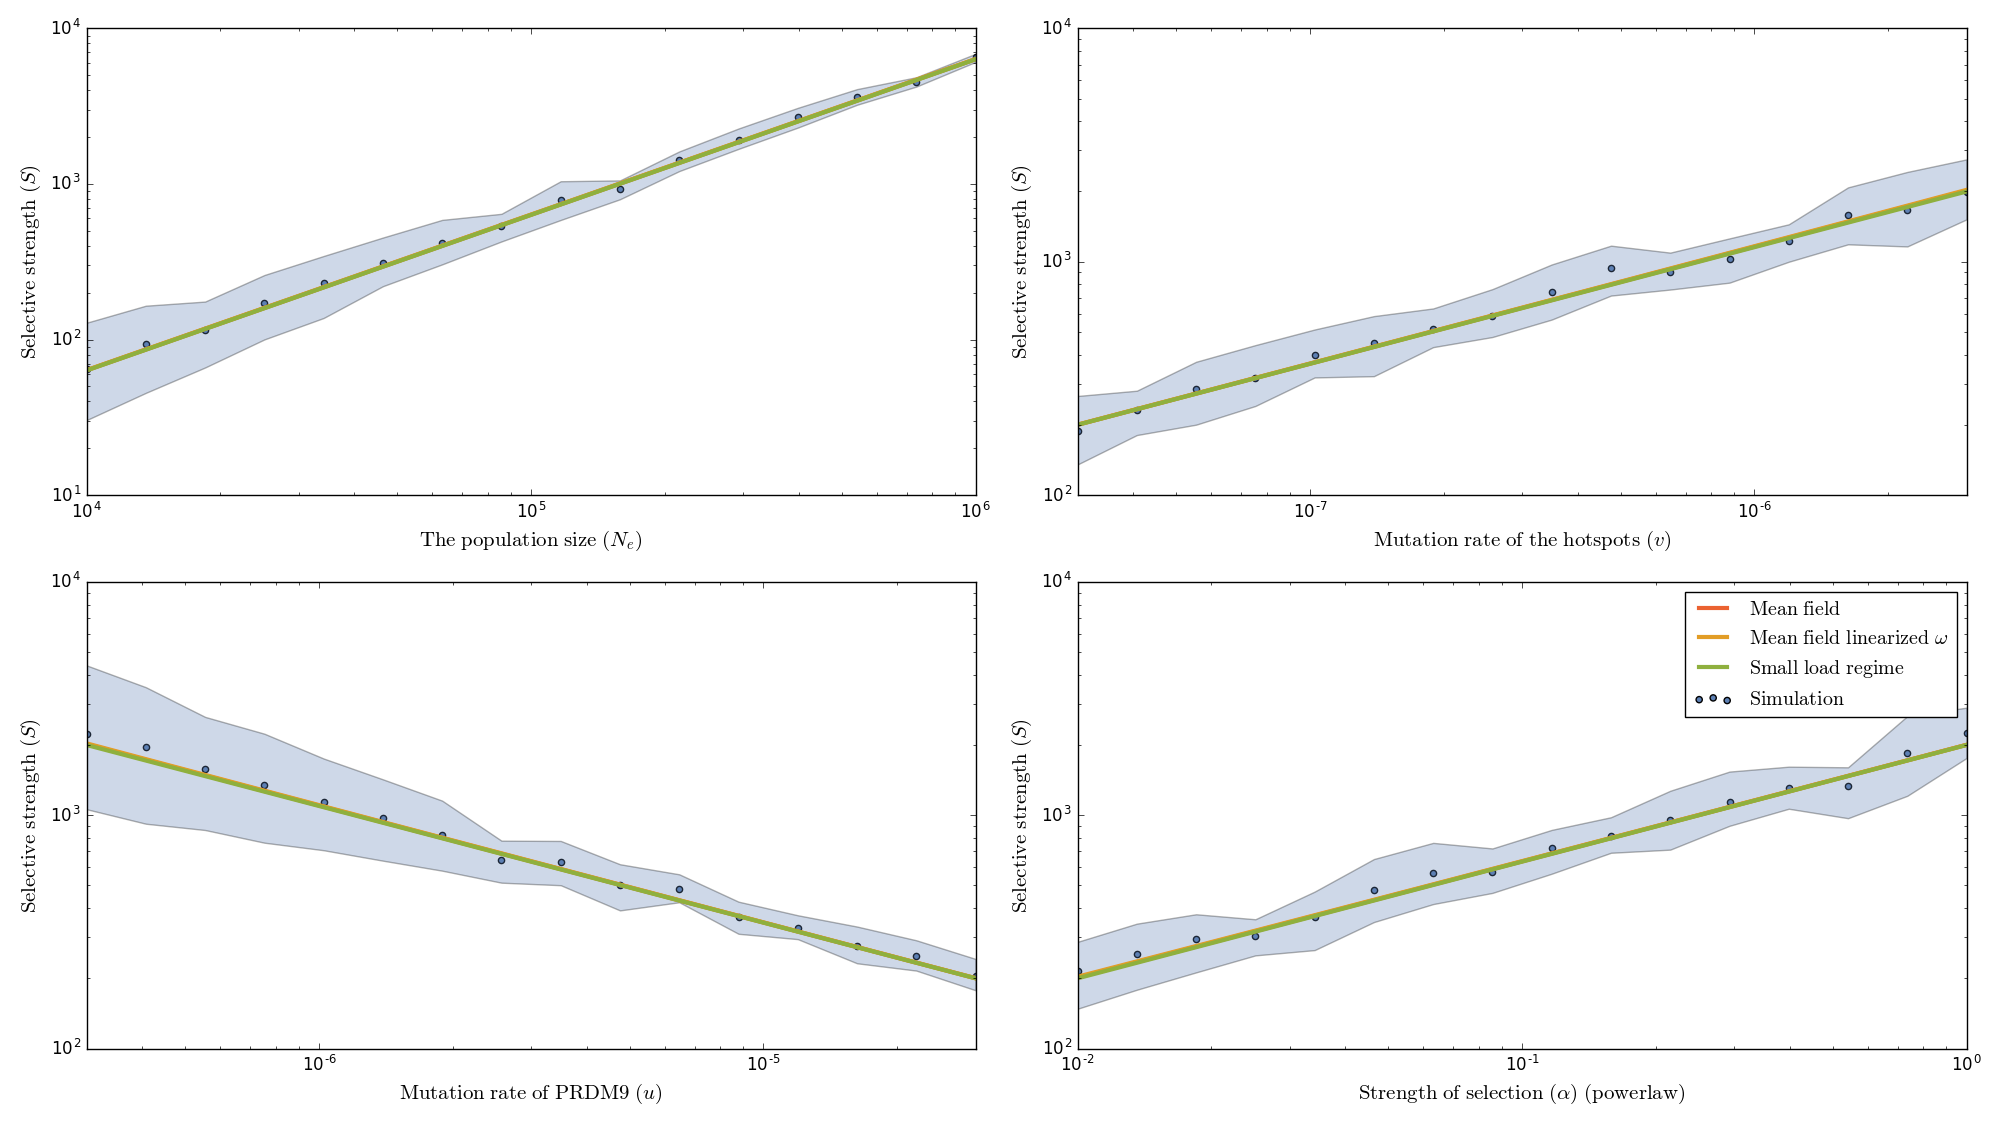 10^4
10^3
10^2
10^1
Selective strength (S)
10^4 10^5 10^6
The population size (N_e)
10^4
10^3
10^2
Selective strength (S)
10^-7 10^-6
Mutation rate of the hotspots (v)
10^4
10^3
10^2
Selective strength (S)
10^-6 10^-5
Mutation rate of PRDM9 (u)
10^4
10^3
10^2
Selective strength (S)
Mean field
Mean field linearized ω
Small load regime
Simulation
10^-2 10^-1 10^0
Strength of selection (α) (powerlaw)